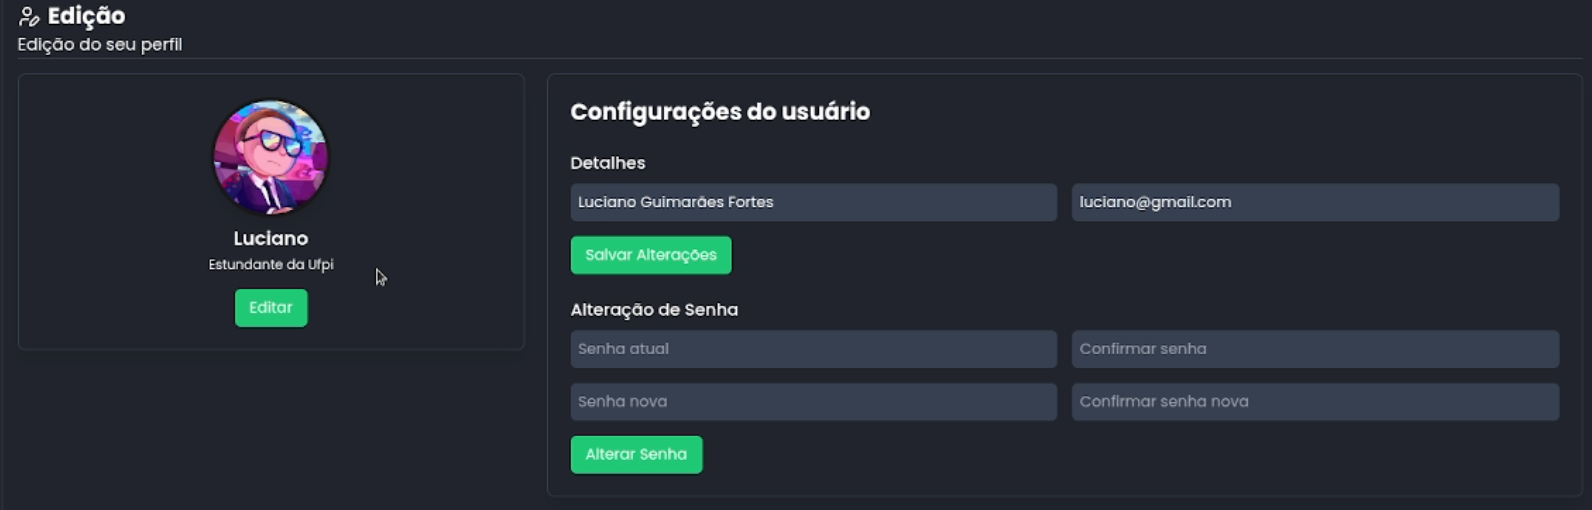 Edição
Edição do seu perfil
Luciano
Estundante da Ufpi
Editar
Configurações do usuário
Detalhes
Luciano Guimarães Fortes
luciano@gmail.com
Salvar Alterações
Alteração de Senha
Senha atual
Confirmar senha
Senha nova
Confirmar senha nova
Alterar Senha